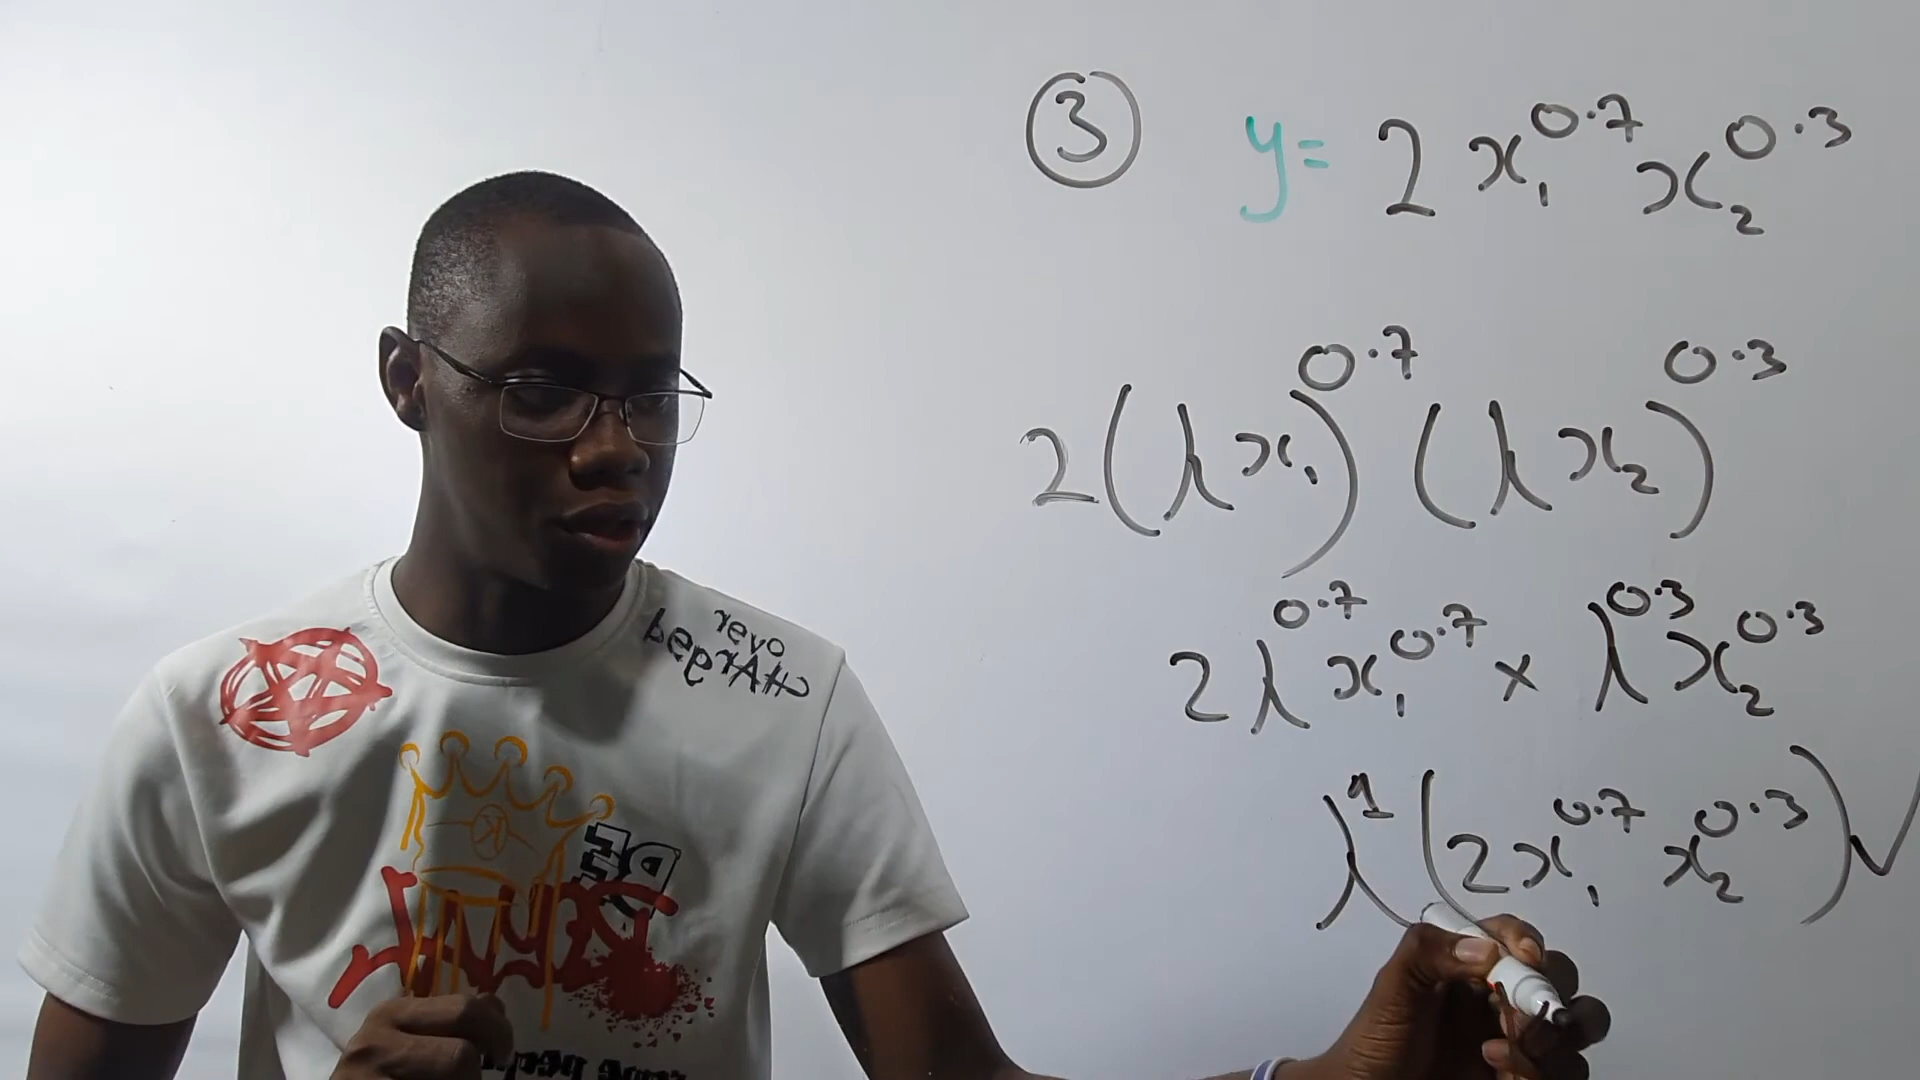 ③ y = 2 x₁^0.7 x₂^0.3
2(λx₁)^0.7 (λx₂)^0.3
2λ^0.7 x₁^0.7 × λ^0.3 x₂^0.3
λ^1 (2x₁^0.7 x₂^0.3) ✓